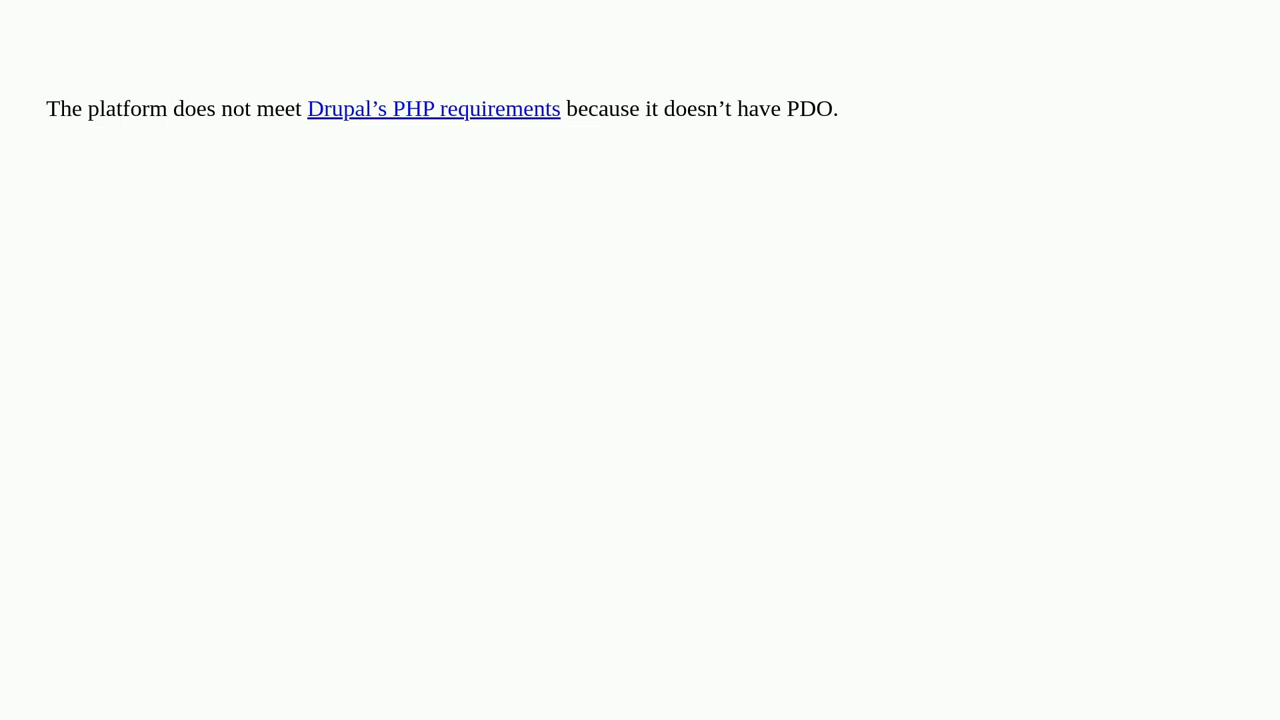 The platform does not meet Drupal’s PHP requirements because it doesn’t have PDO.